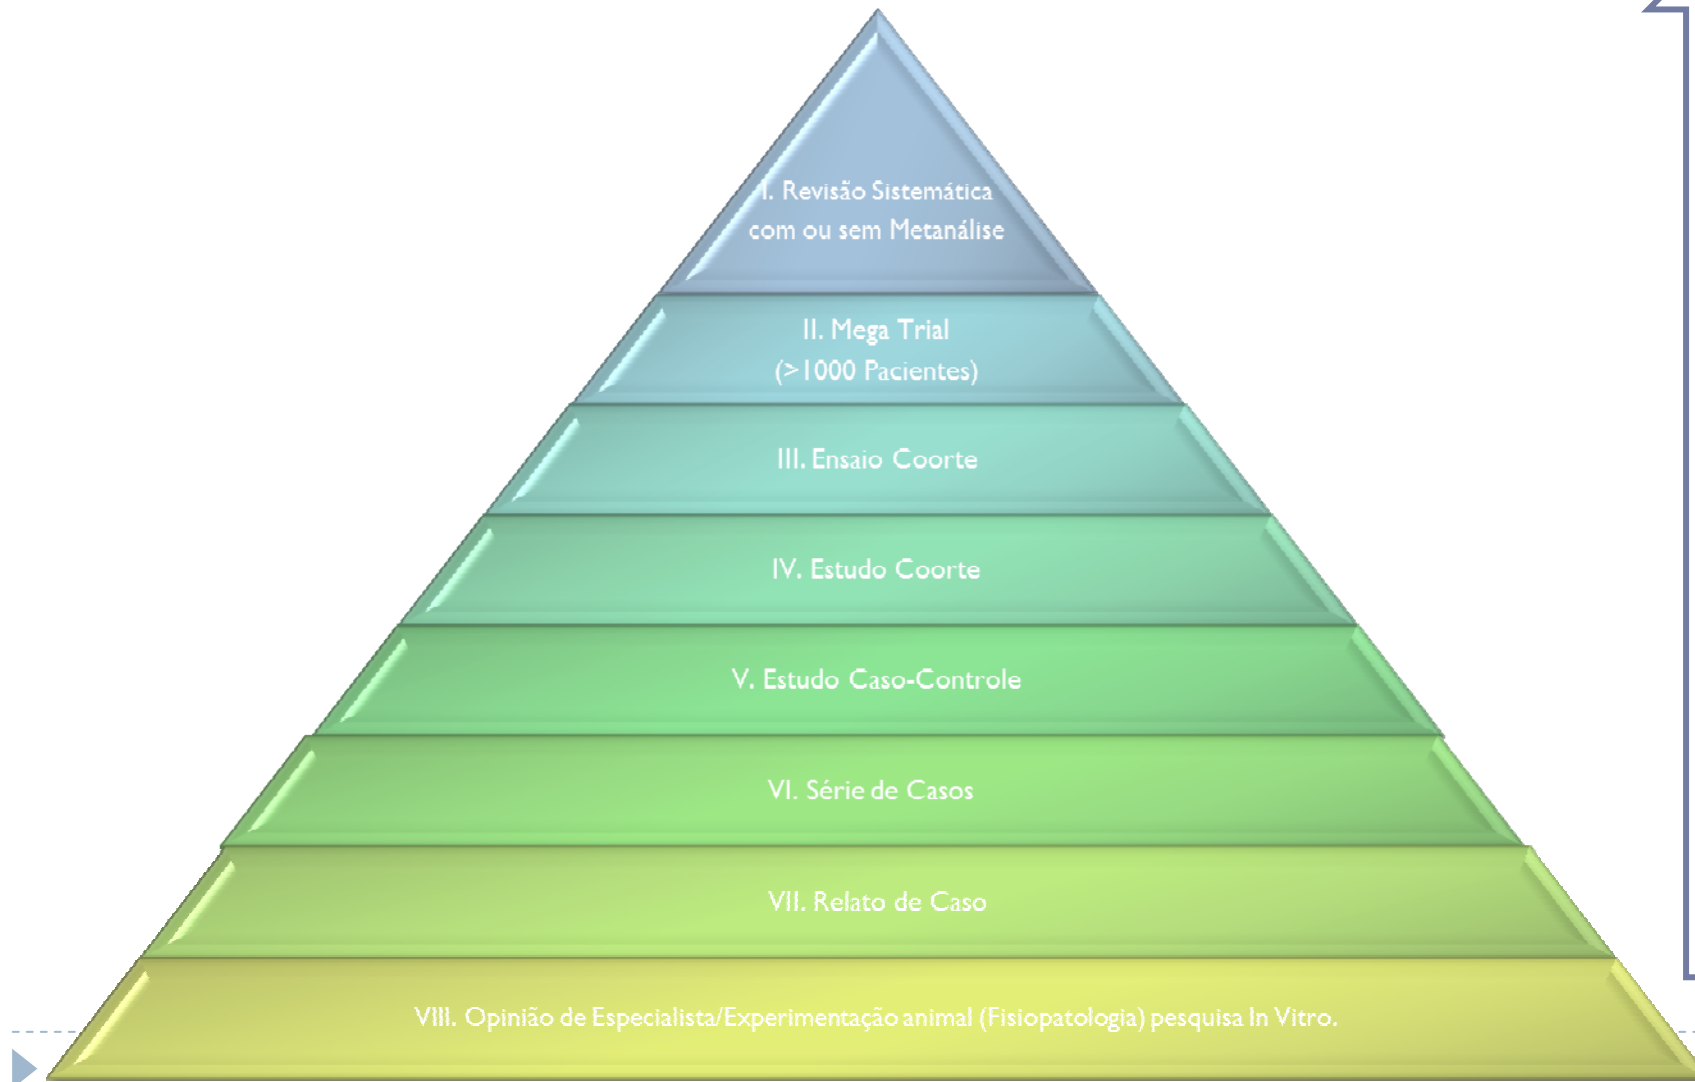 I. Revisão Sistemática
com ou sem Metanálise
II. Mega Trial
(>1000 Pacientes)
III. Ensaio Coorte
IV. Estudo Coorte
V. Estudo Caso-Controle
VI. Série de Casos
VII. Relato de Caso
VIII. Opinião de Especialista/Experimentação animal (Fisiopatologia) pesquisa In Vitro.